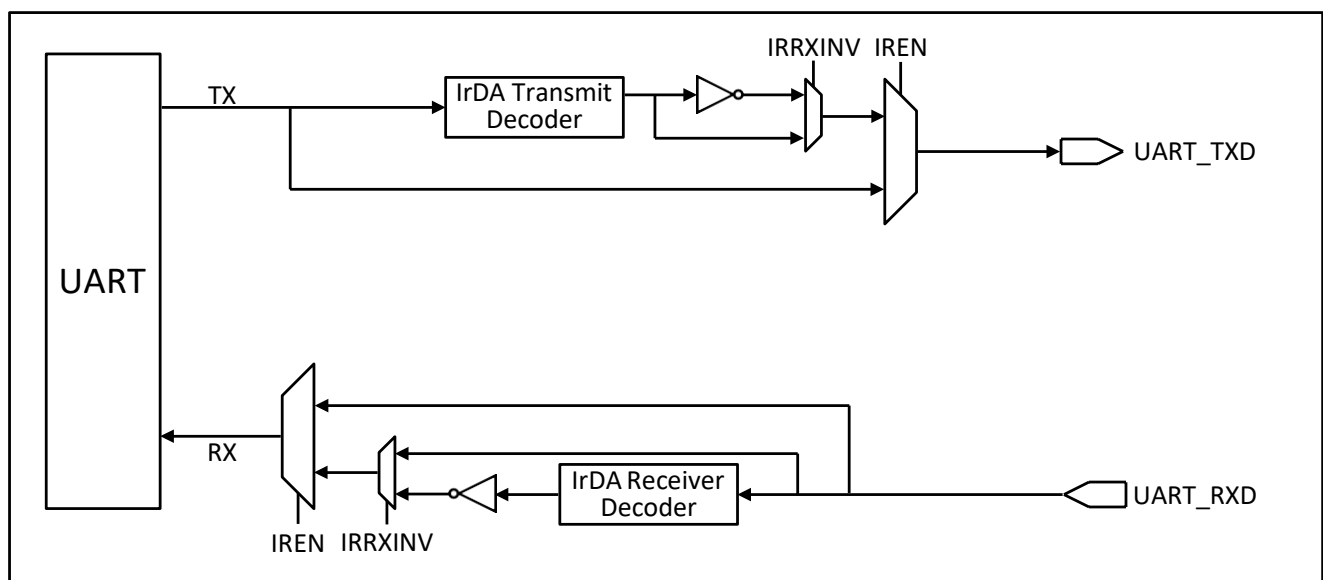 IRRXINV
IREN
TX
IrDA Transmit
Decoder
UART_TXD
UART
RX
IrDA Receiver
Decoder
UART_RXD
IREN
IRRXINV